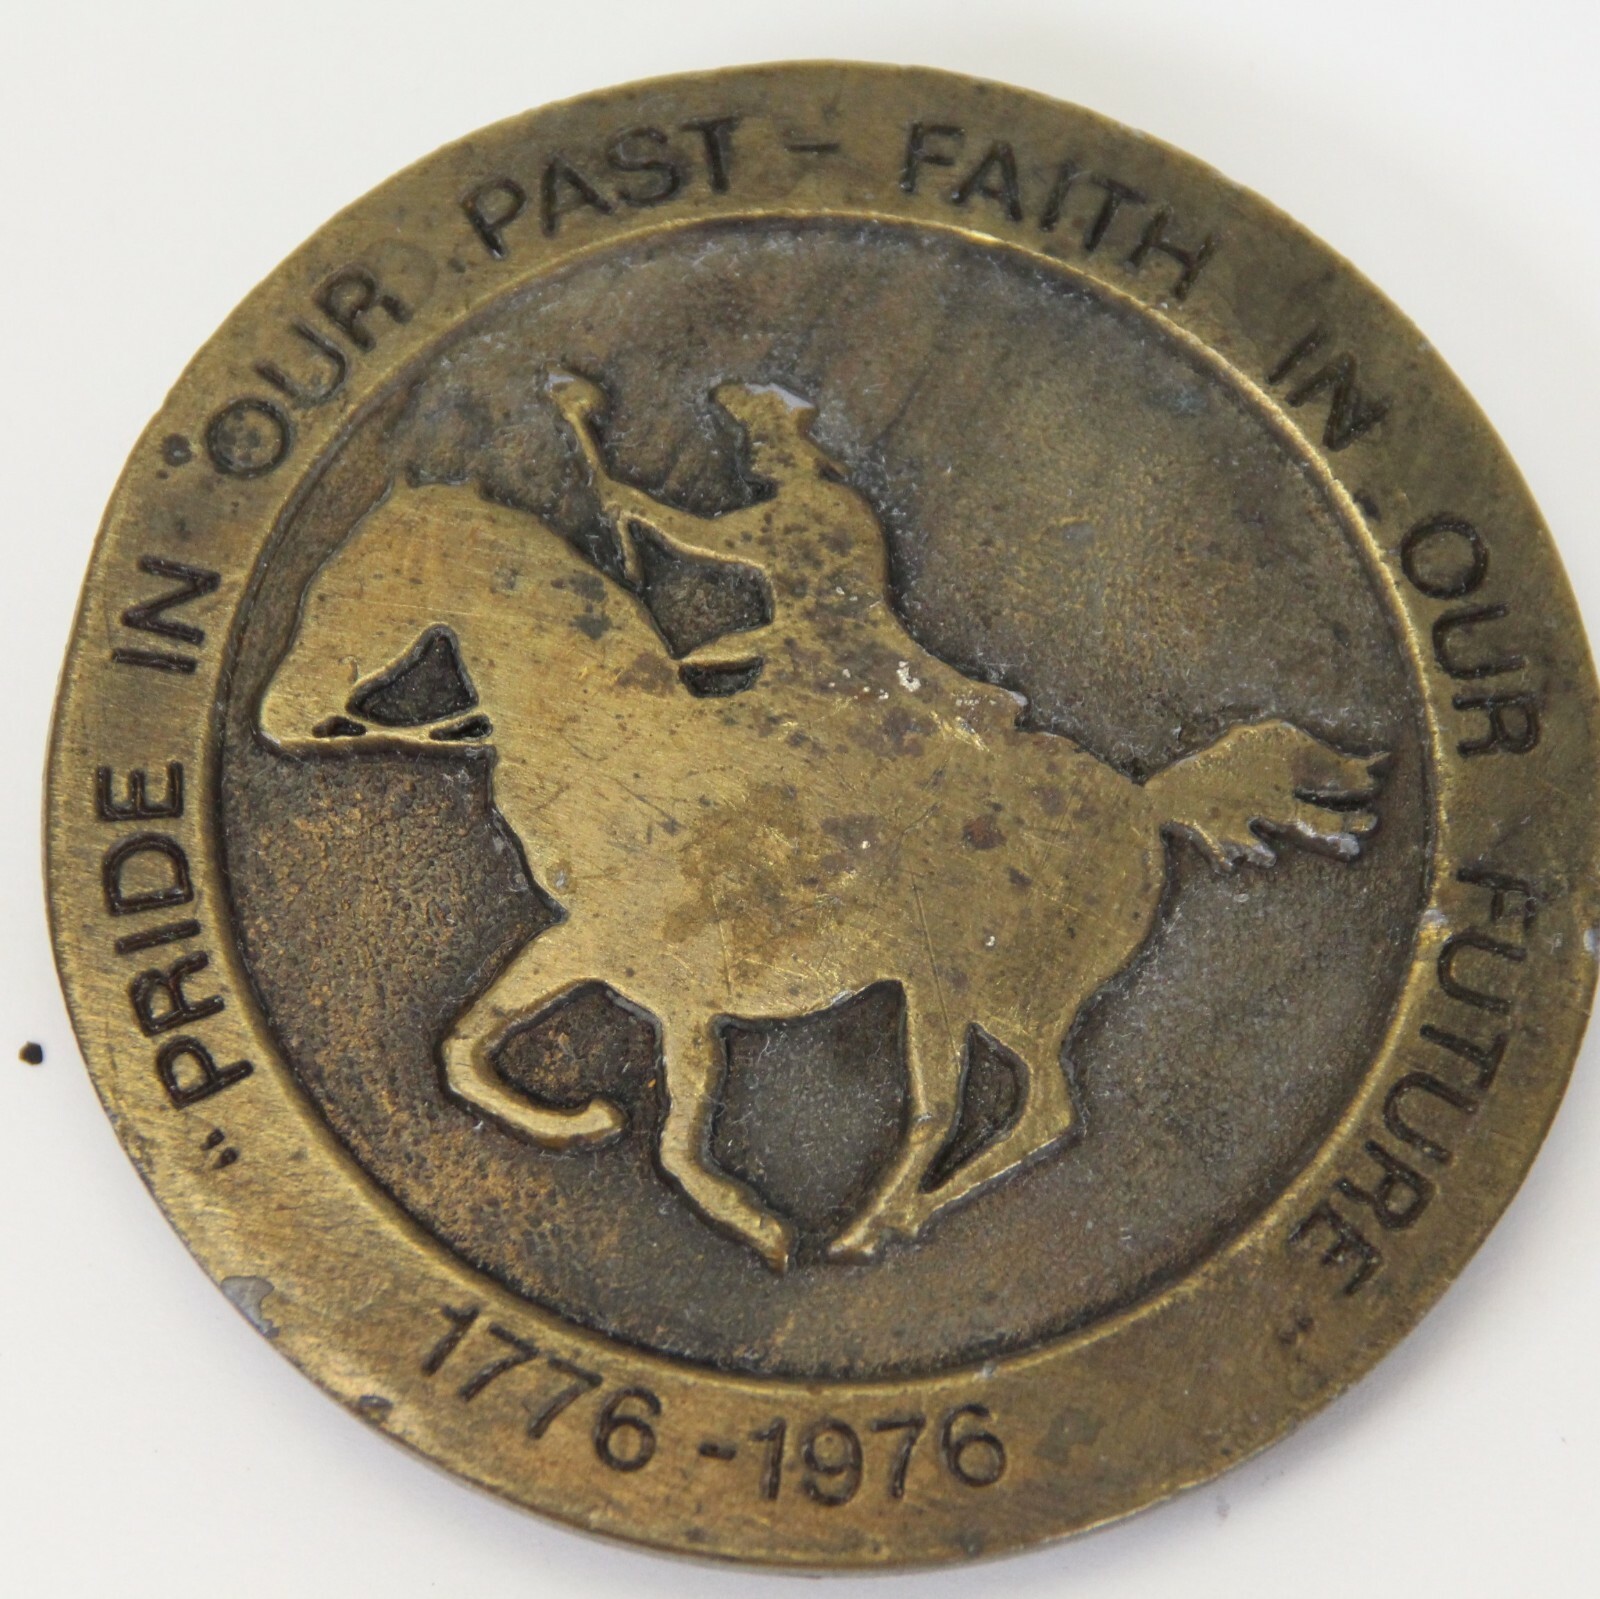 "PRIDE IN OUR PAST - FAITH IN OUR FUTURE"
1776-1976